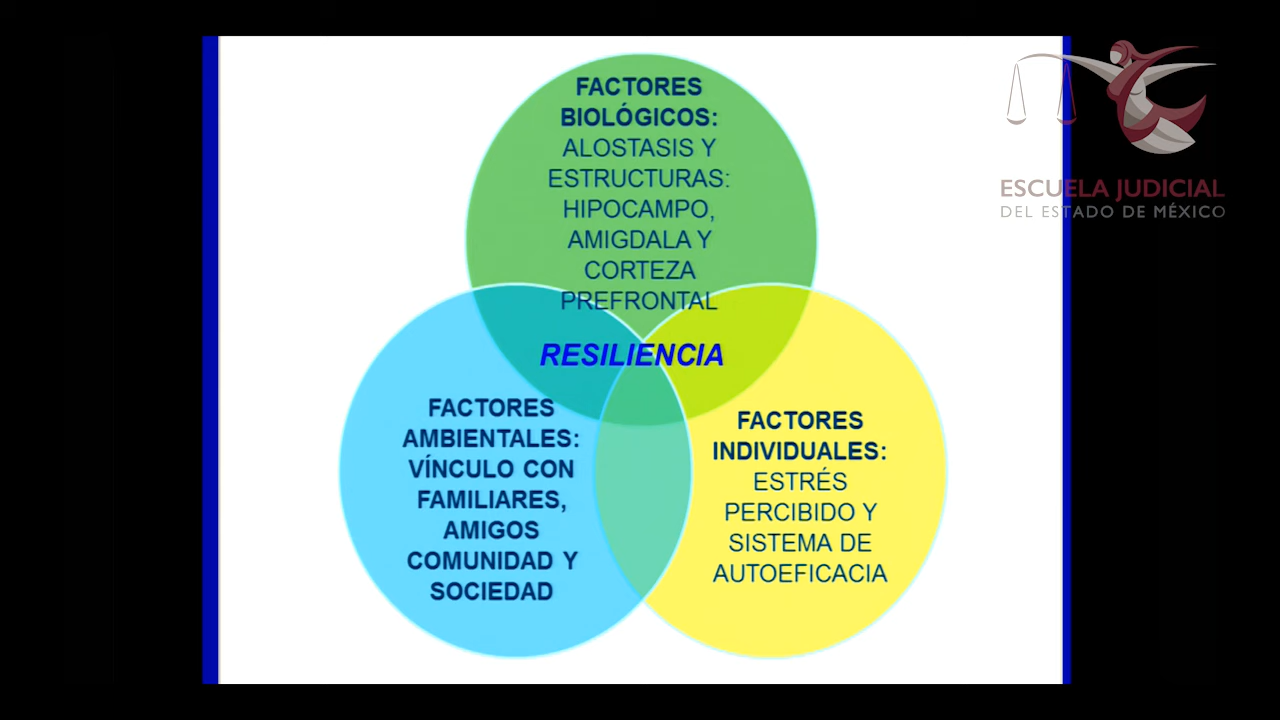 FACTORES
BIOLÓGICOS:
ALOSTASIS Y
ESTRUCTURAS:
HIPOCAMPO,
AMIGDALA Y
CORTEZA
PREFRONTAL
RESILIENCIA
FACTORES
AMBIENTALES:
VÍNCULO CON
FAMILIARES,
AMIGOS
COMUNIDAD Y
SOCIEDAD
FACTORES
INDIVIDUALES:
ESTRÉS
PERCIBIDO Y
SISTEMA DE
AUTOEFICACIA
ESCUELA JUDICIAL
DEL ESTADO DE MÉXICO